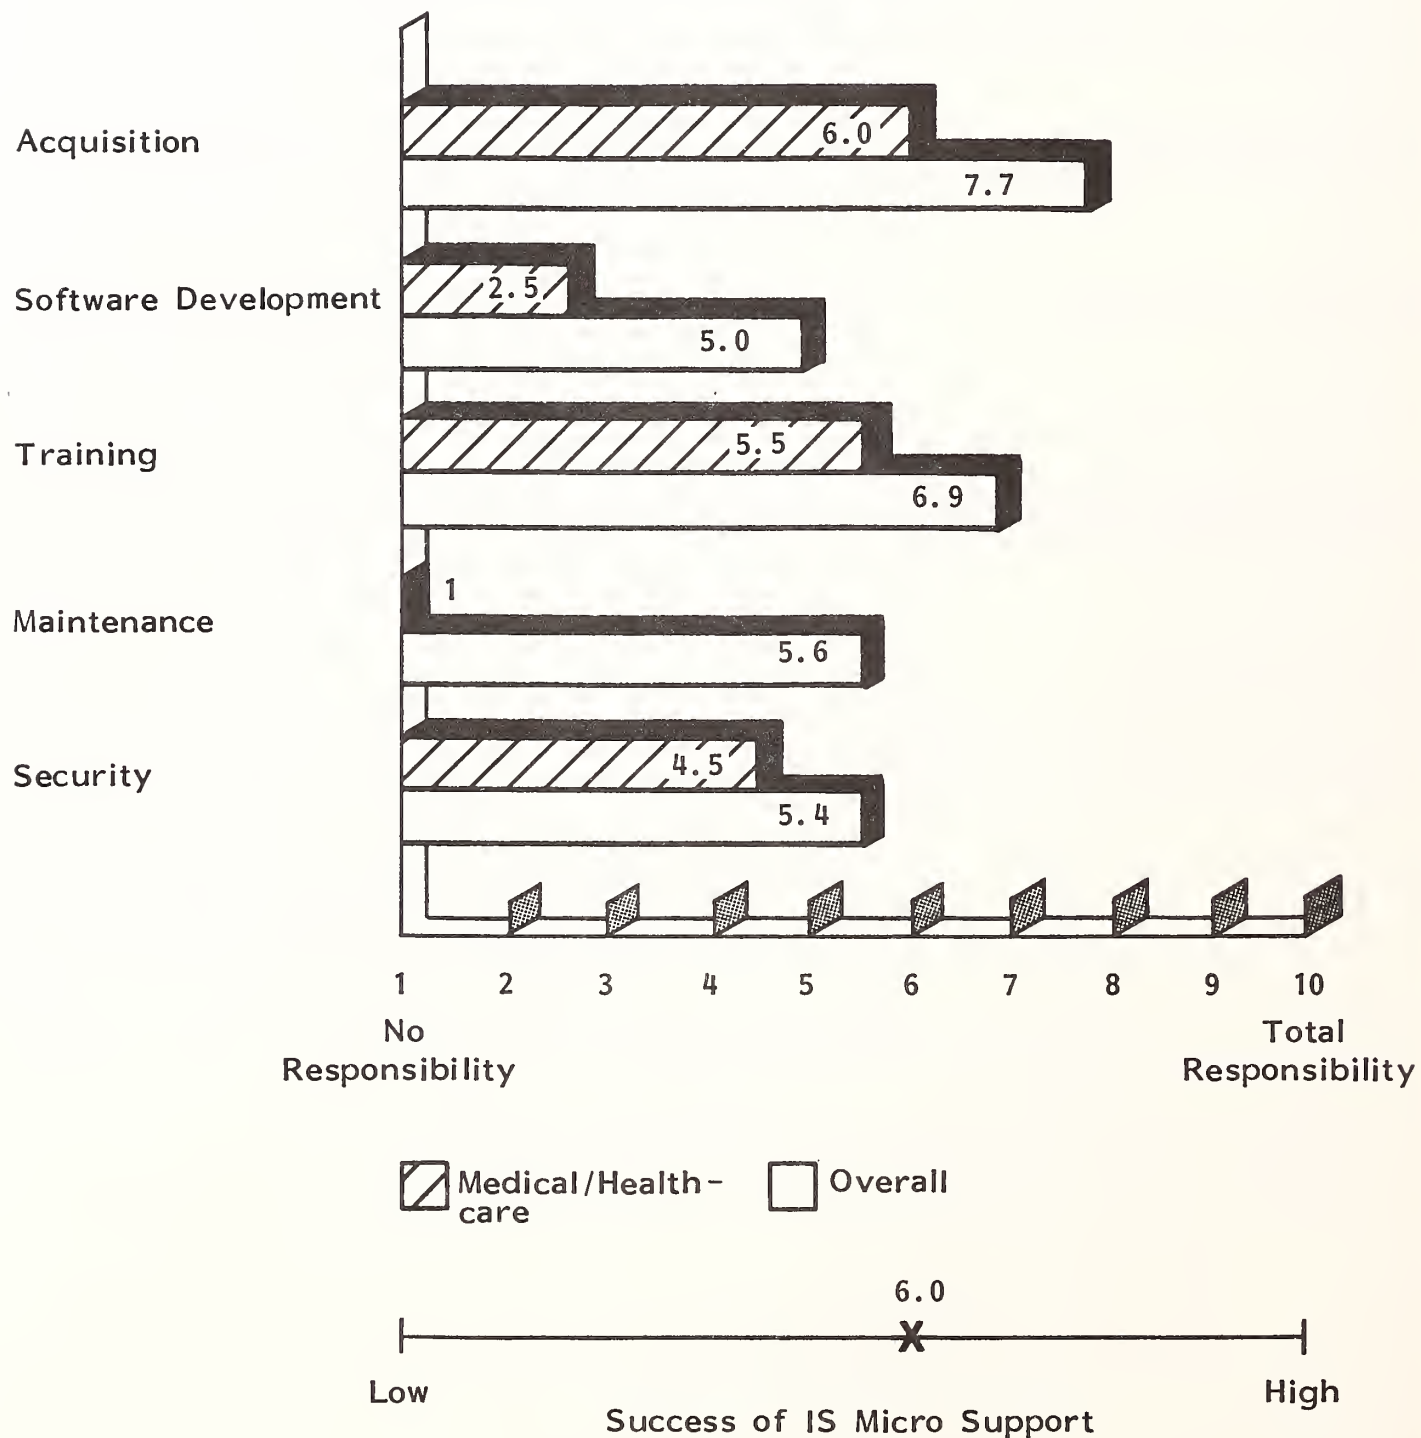 Acquisition
6.0
7.7
Software Development
2.5
5.0
Training
5.5
6.9
1
Maintenance
5.6
Security
4.5
5.4
1 2 3 4 5 6 7 8 9 10
No
Responsibility
Total
Responsibility
Medical/Health-
care
Overall
6.0
X
Low
High
Success of IS Micro Support